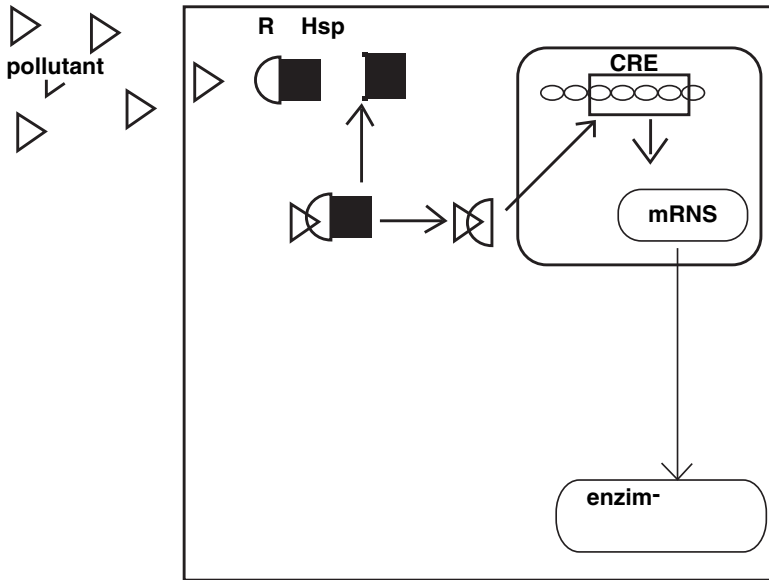 R Hsp
pollutant
CRE
mRNS
enzim-